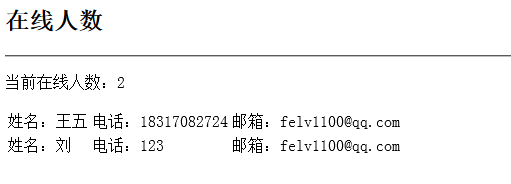 在线人数
当前在线人数：2
姓名：王五 电话：18317082724 邮箱：felv1100@qq.com
姓名：刘 电话：123 邮箱：felv1100@qq.com